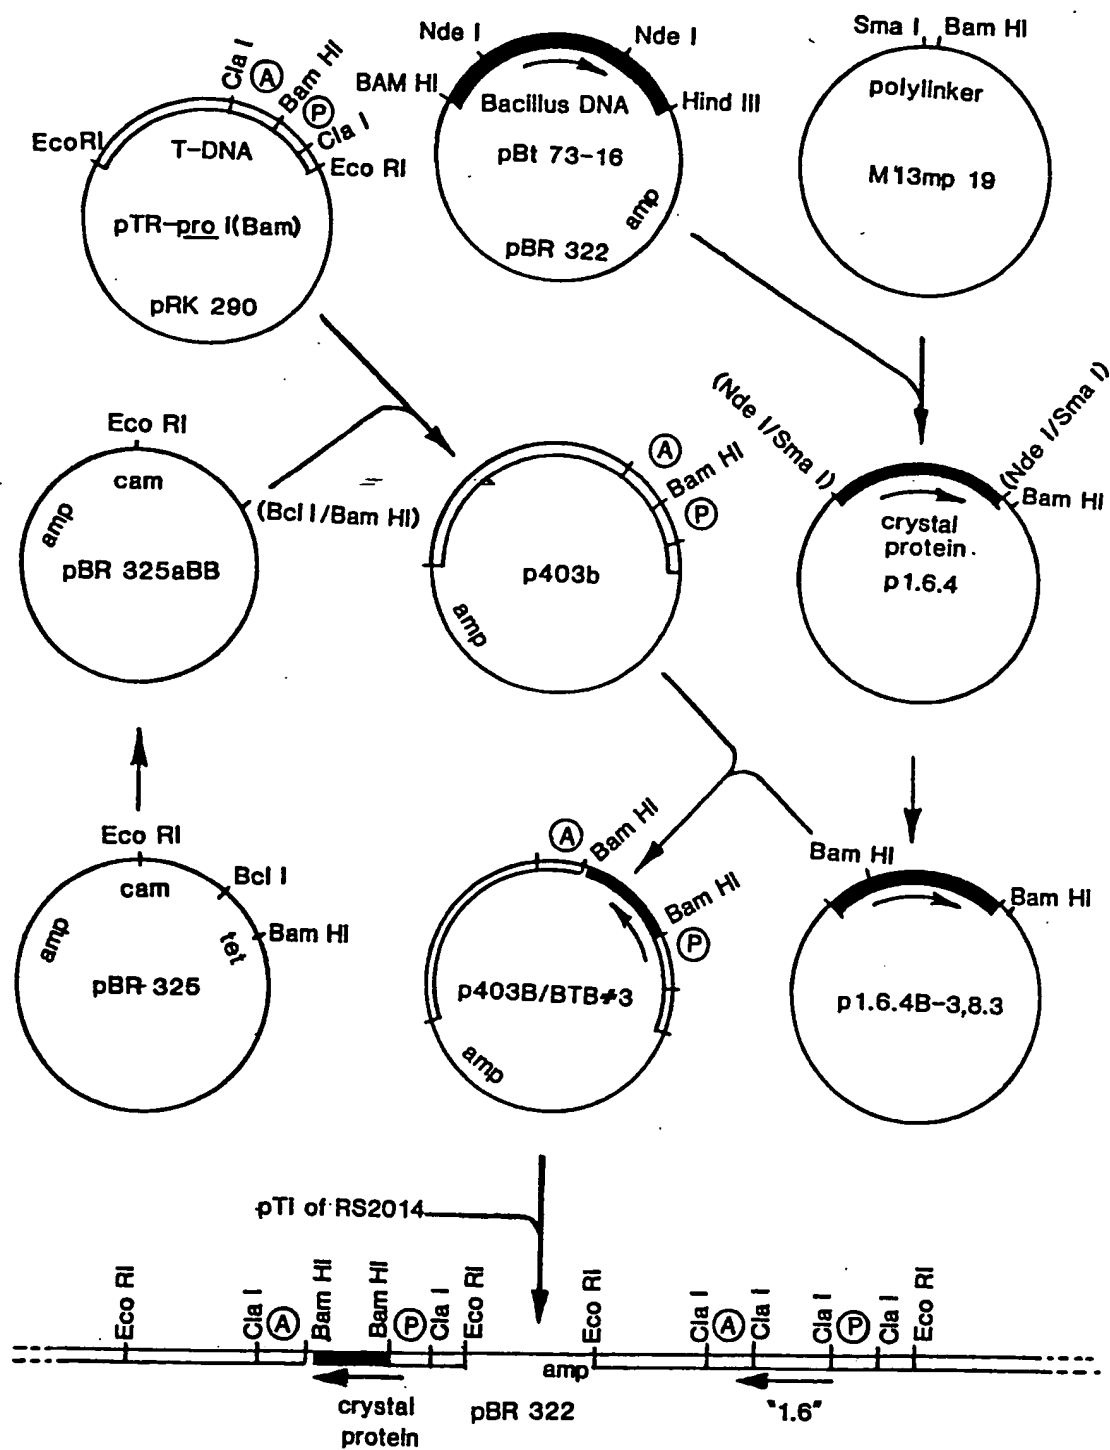 Cla I
A
Bam HI
P
Cla I
Eco RI
Eco RI
T-DNA
pTR-pro I(Bam)
pRK 290
Nde I
Nde I
BAM HI
Hind III
Bacillus DNA
pBt 73-16
amp
pBR 322
Sma I
Bam HI
polylinker
M13mp 19
Eco RI
cam
amp
(Bcl I/Bam HI)
pBR 325aBB
A
Bam HI
P
p403b
amp
(Nde I/Sma I)
(Nde I/Sma I)
Bam HI
crystal
protein.
p1.6.4
Eco RI
cam
Bcl I
amp
tet
Bam HI
pBR 325
A
Bam HI
Bam HI
P
p403B/BTB#3
amp
Bam HI
Bam HI
p1.6.4B-3,8.3
pTi of RS2014
Eco RI
Cla I
A
Bam HI
Bam HI
P
Cla I
Eco RI
Eco RI
Cla I
A
Cla I
Cla I
P
Cla I
Eco RI
amp
crystal
protein
pBR 322
"1.6"